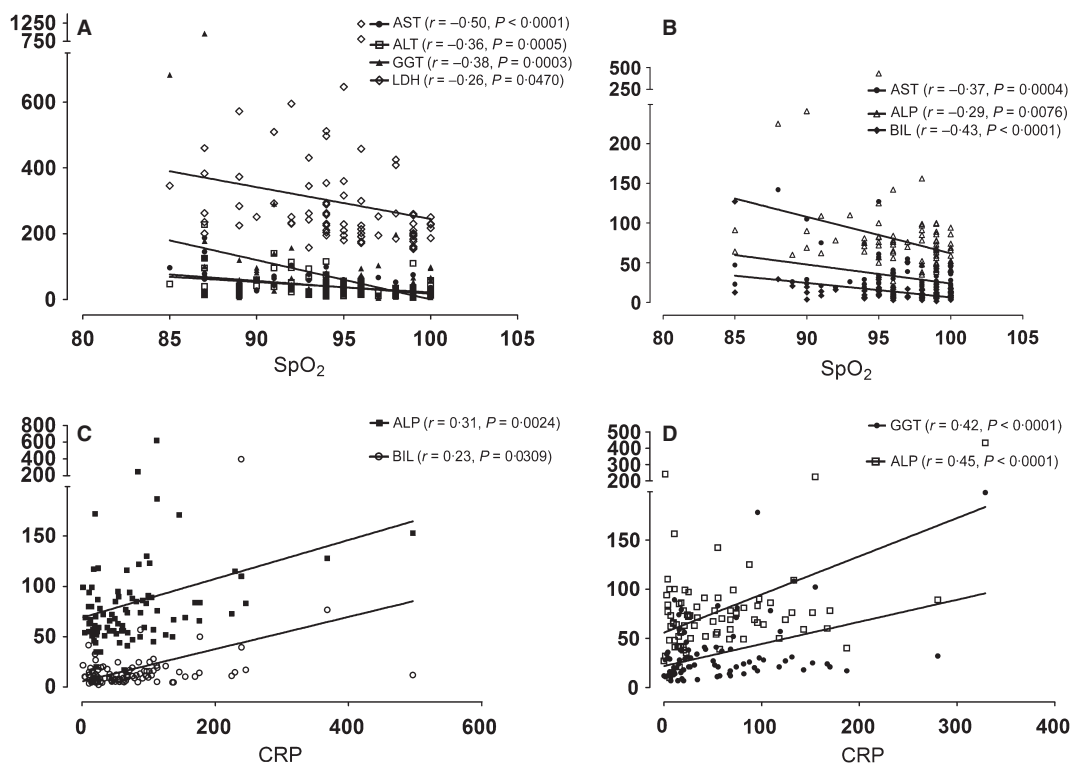 A
1250
750
600
400
200
0
AST (r = –0·50, P < 0·0001)
ALT (r = –0·36, P = 0·0005)
GGT (r = –0·38, P = 0·0003)
LDH (r = –0·26, P = 0·0470)
80 85 90 95 100 105
SpO2
B
500
250
200
150
100
50
0
AST (r = –0·37, P = 0·0004)
ALP (r = –0·29, P = 0·0076)
BIL (r = –0·43, P < 0·0001)
80 85 90 95 100 105
SpO2
C
800
600
400
200
150
100
50
0
ALP (r = 0·31, P = 0·0024)
BIL (r = 0·23, P = 0·0309)
0 200 400 600
CRP
D
500
400
300
200
150
100
50
0
GGT (r = 0·42, P < 0·0001)
ALP (r = 0·45, P < 0·0001)
0 100 200 300 400
CRP